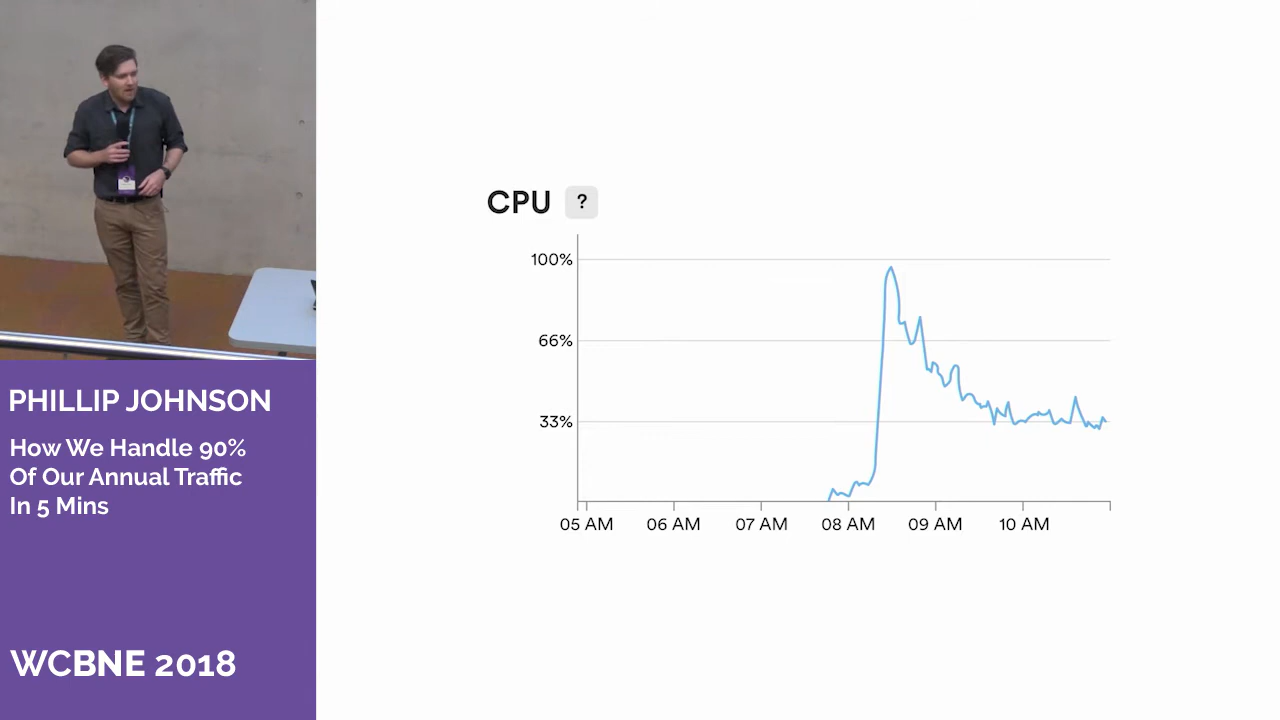 PHILLIP JOHNSON
How We Handle 90%
Of Our Annual Traffic
In 5 Mins
WCBNE 2018
CPU ?
100%
66%
33%
05 AM 06 AM 07 AM 08 AM 09 AM 10 AM